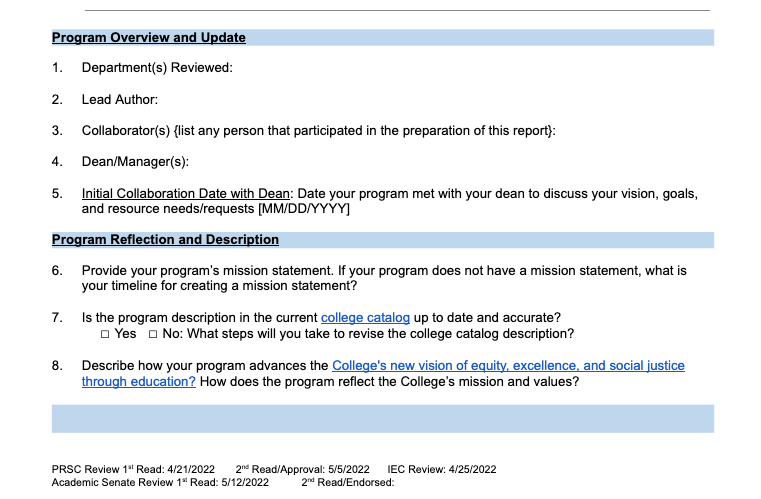 Program Overview and Update
1. Department(s) Reviewed:
2. Lead Author:
3. Collaborator(s) {list any person that participated in the preparation of this report}:
4. Dean/Manager(s):
5. Initial Collaboration Date with Dean: Date your program met with your dean to discuss your vision, goals,
and resource needs/requests [MM/DD/YYYY]
Program Reflection and Description
6. Provide your program's mission statement. If your program does not have a mission statement, what is
your timeline for creating a mission statement?
7. Is the program description in the current college catalog up to date and accurate?
☐ Yes ☐ No: What steps will you take to revise the college catalog description?
8. Describe how your program advances the College's new vision of equity, excellence, and social justice
through education? How does the program reflect the College's mission and values?
PRSC Review 1st Read: 4/21/2022 2nd Read/Approval: 5/5/2022 IEC Review: 4/25/2022
Academic Senate Review 1st Read: 5/12/2022 2nd Read/Endorsed: